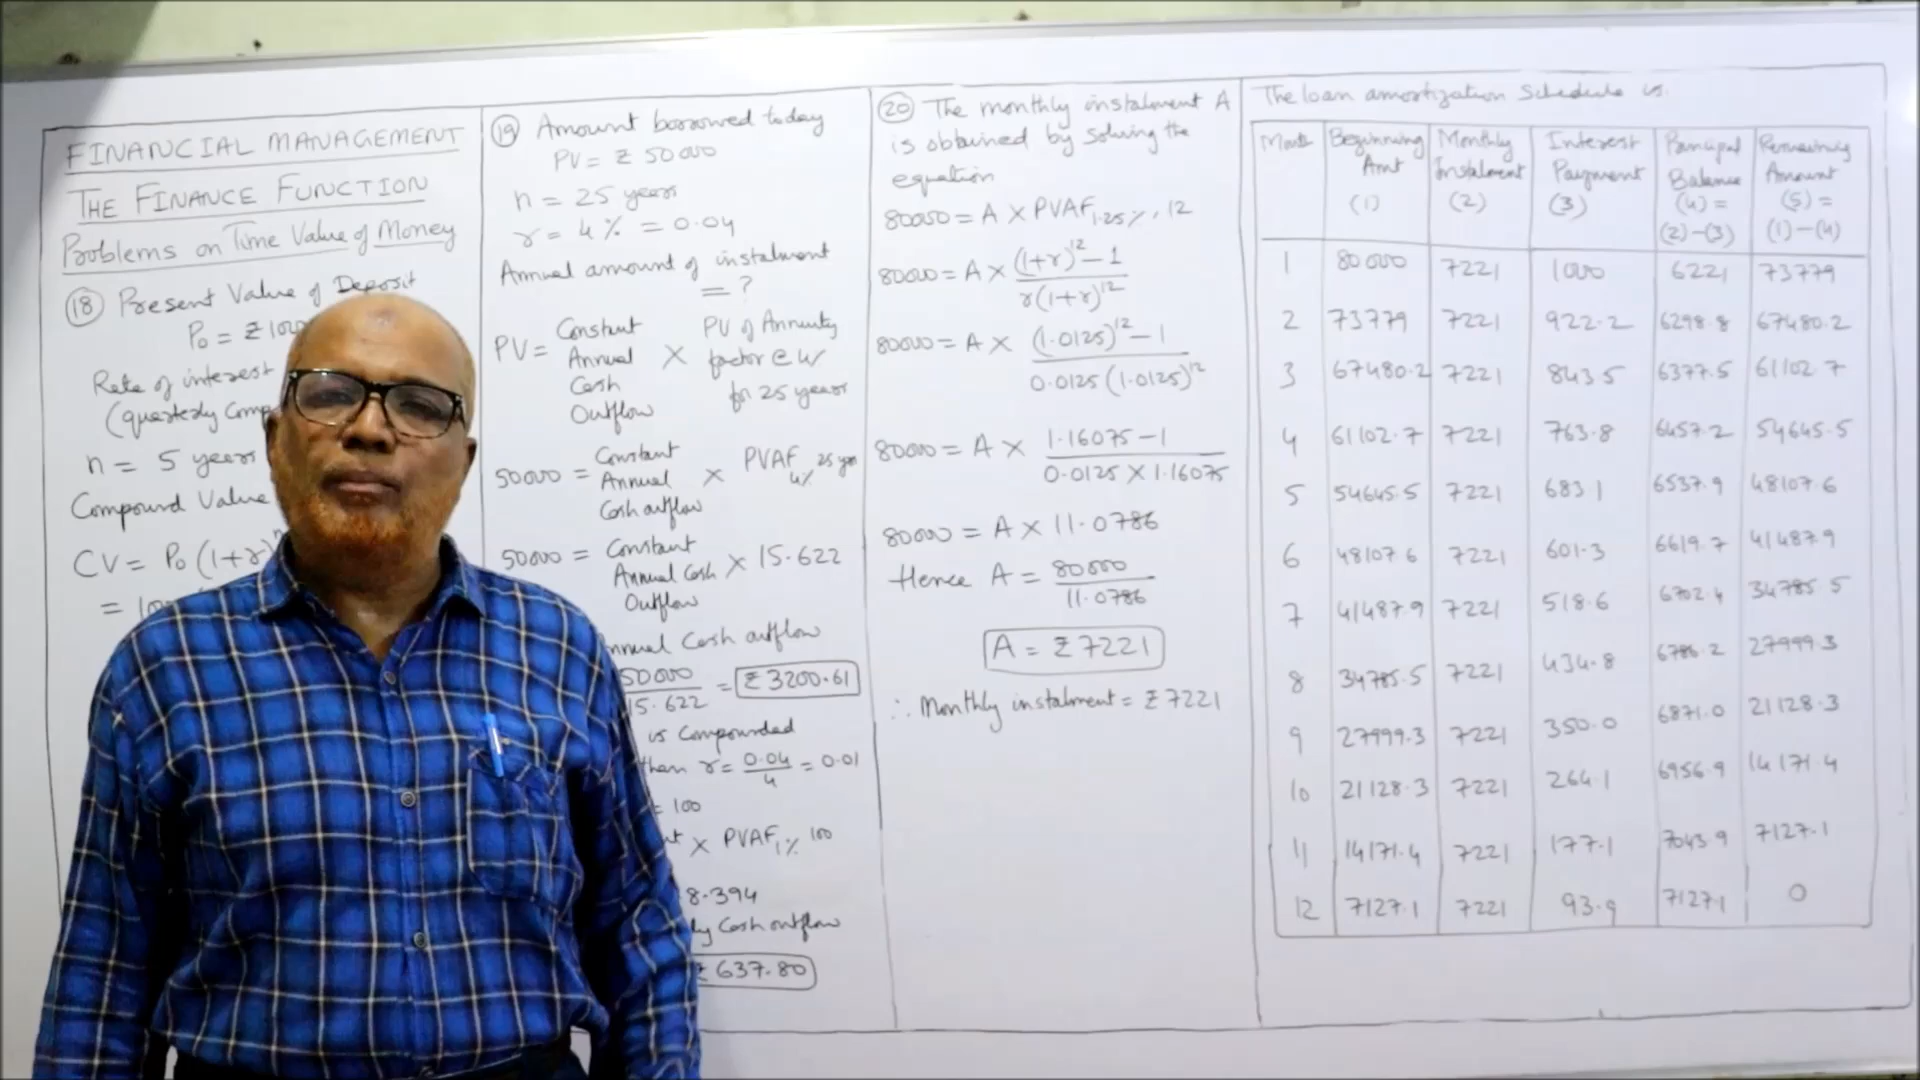 FINANCIAL MANAGEMENT
THE FINANCE FUNCTION
Problems on Time Value of Money
(18) Present Value of Deposit
P0 = ₹ 100
Rate of interest
(quarterly Comp
n = 5 years
Compound Value
CV = P0 (1+r)
= 100
(19) Amount borrowed today
PV = ₹ 50000
n = 25 years
r = 4% = 0.04
Annual amount of instalment
= ?
PV = Constant Annual Cash Outflow × PV of Annuity factor @ 4% for 25 years
50000 = Constant Annual Cash outflow × PVAF 4% 25 yrs
50000 = Constant Annual Cash Outflow × 15.622
nnual Cash outflow
50000/15.622 = ₹ 3200.61
is Compounded
then r = 0.04/4 = 0.01
= 100
× PVAF 1% 100
8.394
ly Cash outflow
₹ 637.80
(20) The monthly instalment A
is obtained by solving the
equation
80000 = A × PVAF 1.25%, 12
80000 = A × (1+r)^12 − 1 / r(1+r)^12
80000 = A × (1.0125)^12 − 1 / 0.0125 (1.0125)^12
80000 = A × 1.16075 − 1 / 0.0125 × 1.16075
80000 = A × 11.0786
Hence A = 80000/11.0786
A = ₹ 7221
∴ Monthly instalment = ₹ 7221
The loan amortization Schedule is.
Month Beginning Amt (1) Monthly Instalment (2) Interest Payment (3) Principal Balance (4) = (2)-(3) Remaining Amount (5) = (1)-(4)
1 80000 7221 1000 6221 73779
2 73779 7221 922.2 6298.8 67480.2
3 67480.2 7221 843.5 6377.5 61102.7
4 61102.7 7221 763.8 6457.2 54645.5
5 54645.5 7221 683.1 6537.9 48107.6
6 48107.6 7221 601.3 6619.7 41487.9
7 41487.9 7221 518.6 6702.4 34785.5
8 34785.5 7221 434.8 6786.2 27999.3
9 27999.3 7221 350.0 6871.0 21128.3
10 21128.3 7221 264.1 6956.9 14171.4
11 14171.4 7221 177.1 7043.9 7127.1
12 7127.1 7221 93.9 7127.1 0